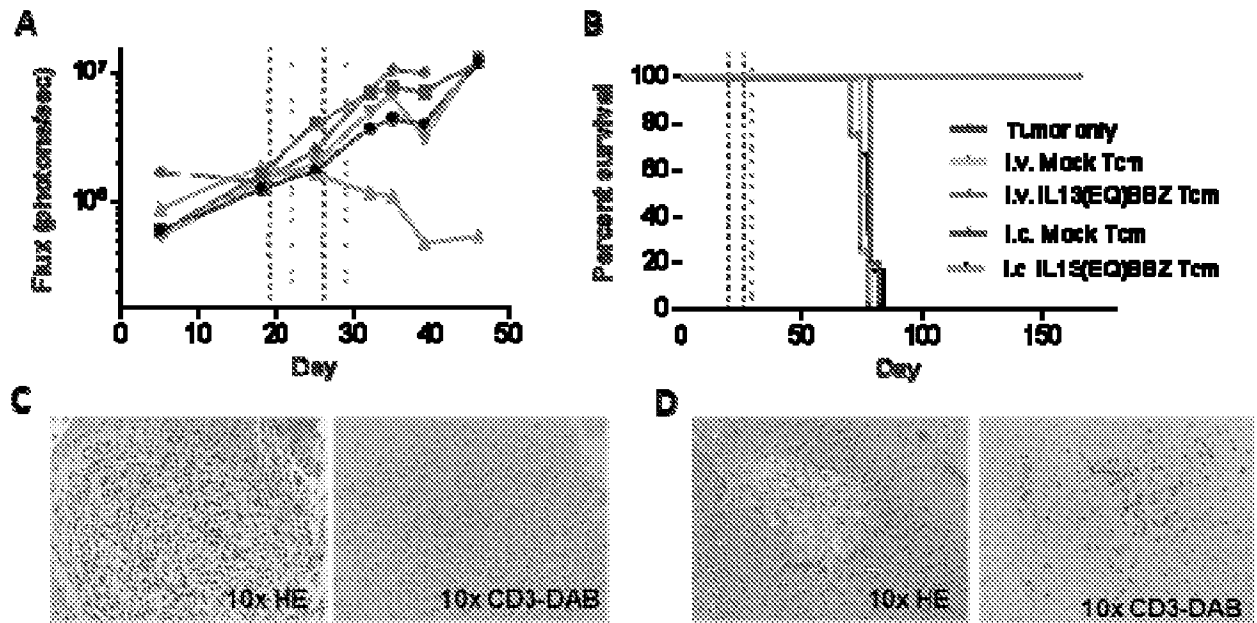 A
Flux (photons/sec)
10⁷
10⁶
0 10 20 30 40 50
Day
B
Percent survival
100
80
60
40
20
0
0 50 100 150
Day
Tumor only
i.v. Mock Tcm
i.v. IL13(EQ)BBZ Tcm
i.c. Mock Tcm
i.c IL13(EQ)BBZ Tcm
C
10x HE
10x CD3-DAB
D
10x HE
10x CD3-DAB